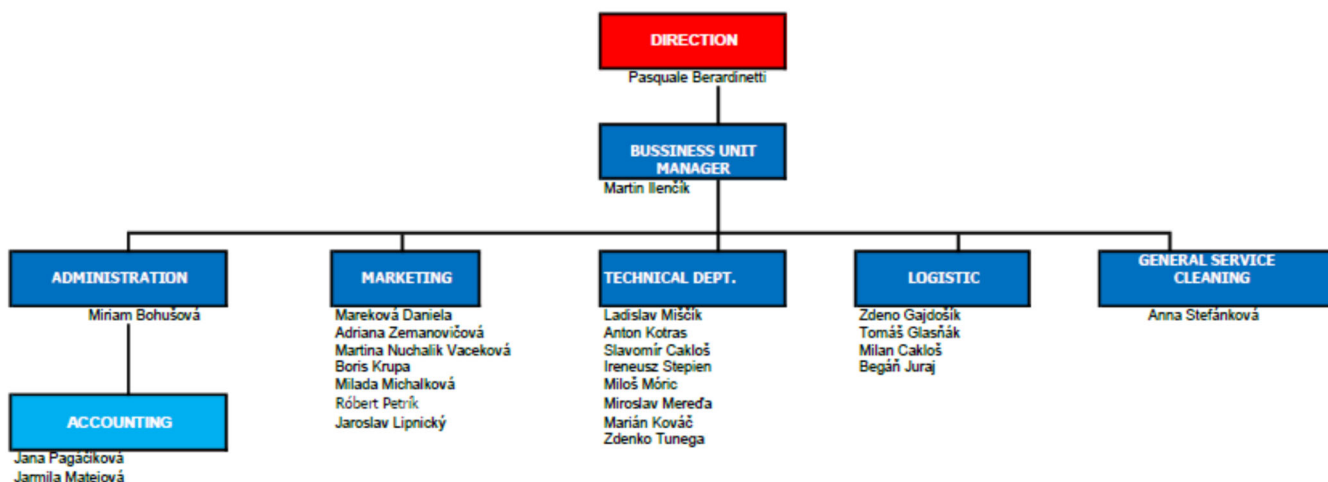 DIRECTION
Pasquale Berardinetti
BUSSINESS UNIT
MANAGER
Martin Ilenčík
ADMINISTRATION
Miriam Bohušová
ACCOUNTING
Jana Pagáčiková
Jarmila Matejová
MARKETING
Mareková Daniela
Adriana Zemanovičová
Martina Nuchalik Vaceková
Boris Krupa
Milada Michalková
Róbert Petrík
Jaroslav Lipnický
TECHNICAL DEPT.
Ladislav Miščík
Anton Kotras
Slavomír Cakloš
Ireneusz Stepien
Miloš Móric
Miroslav Mereďa
Marián Kováč
Zdenko Tunega
LOGISTIC
Zdeno Gajdošík
Tomáš Glasňák
Milan Cakloš
Begáň Juraj
GENERAL SERVICE
CLEANING
Anna Stefánková